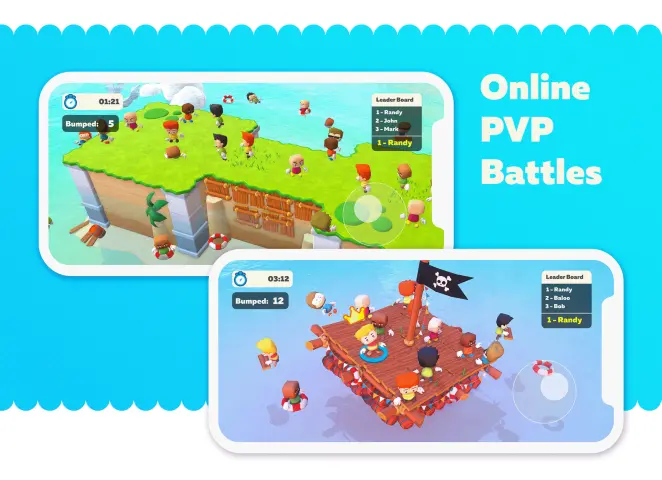 Online
PVP
Battles
01:21
Bumped: 5
Leader Board
1 - Randy
2 - John
3 - Mark
1 - Randy
03:12
Bumped: 12
Leader Board
1 - Randy
2 - Baloo
3 - Bob
1 - Randy